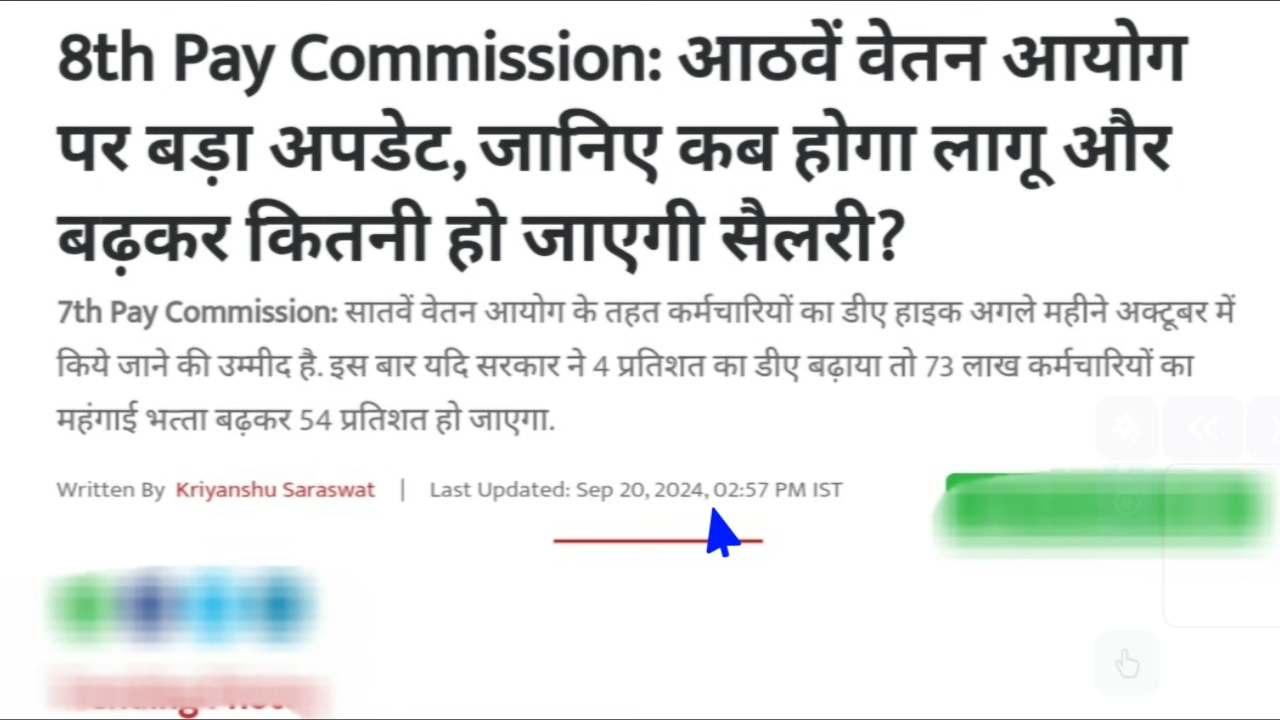 8th Pay Commission: आठवें वेतन आयोग
पर बड़ा अपडेट, जानिए कब होगा लागू और
बढ़कर कितनी हो जाएगी सैलरी?
7th Pay Commission: सातवें वेतन आयोग के तहत कर्मचारियों का डीए हाइक अगले महीने अक्टूबर में
किये जाने की उम्मीद है. इस बार यदि सरकार ने 4 प्रतिशत का डीए बढ़ाया तो 73 लाख कर्मचारियों का
महंगाई भत्ता बढ़कर 54 प्रतिशत हो जाएगा.
Written By Kriyanshu Saraswat | Last Updated: Sep 20, 2024, 02:57 PM IST